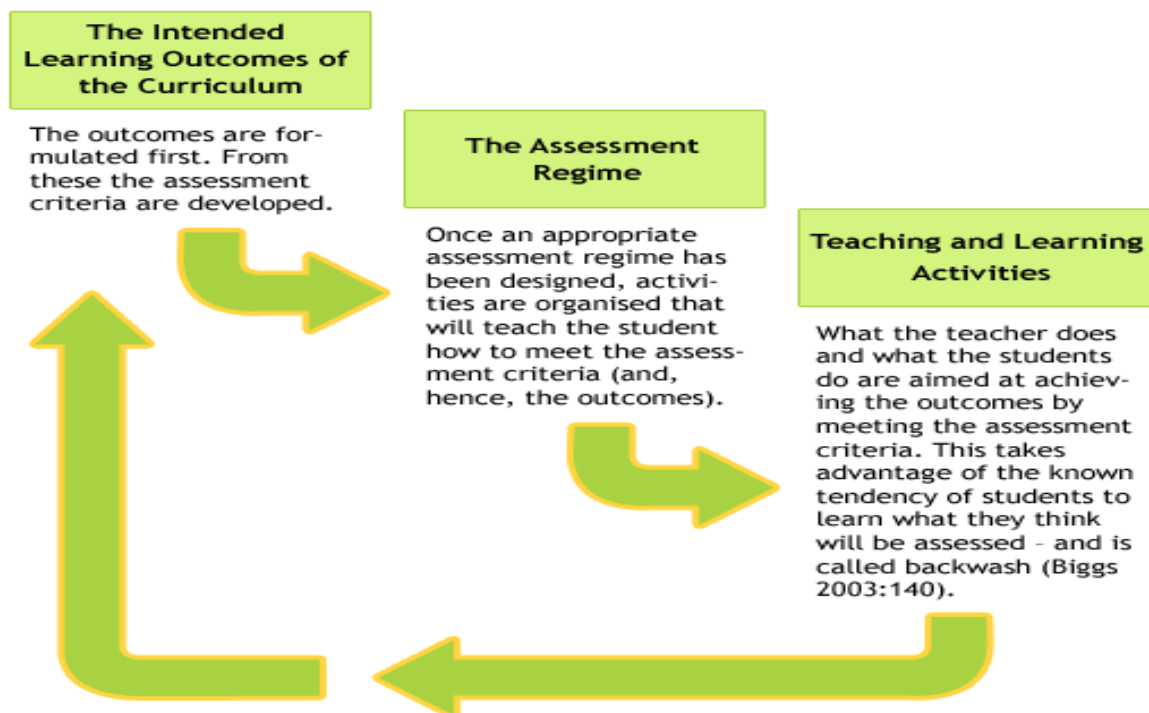 The Intended
Learning Outcomes of
the Curriculum
The outcomes are for-
mulated first. From
these the assessment
criteria are developed.
The Assessment
Regime
Once an appropriate
assessment regime has
been designed, activi-
ties are organised that
will teach the student
how to meet the assess-
ment criteria (and,
hence, the outcomes).
Teaching and Learning
Activities
What the teacher does
and what the students
do are aimed at achiev-
ing the outcomes by
meeting the assessment
criteria. This takes
advantage of the known
tendency of students to
learn what they think
will be assessed - and is
called backwash (Biggs
2003:140).